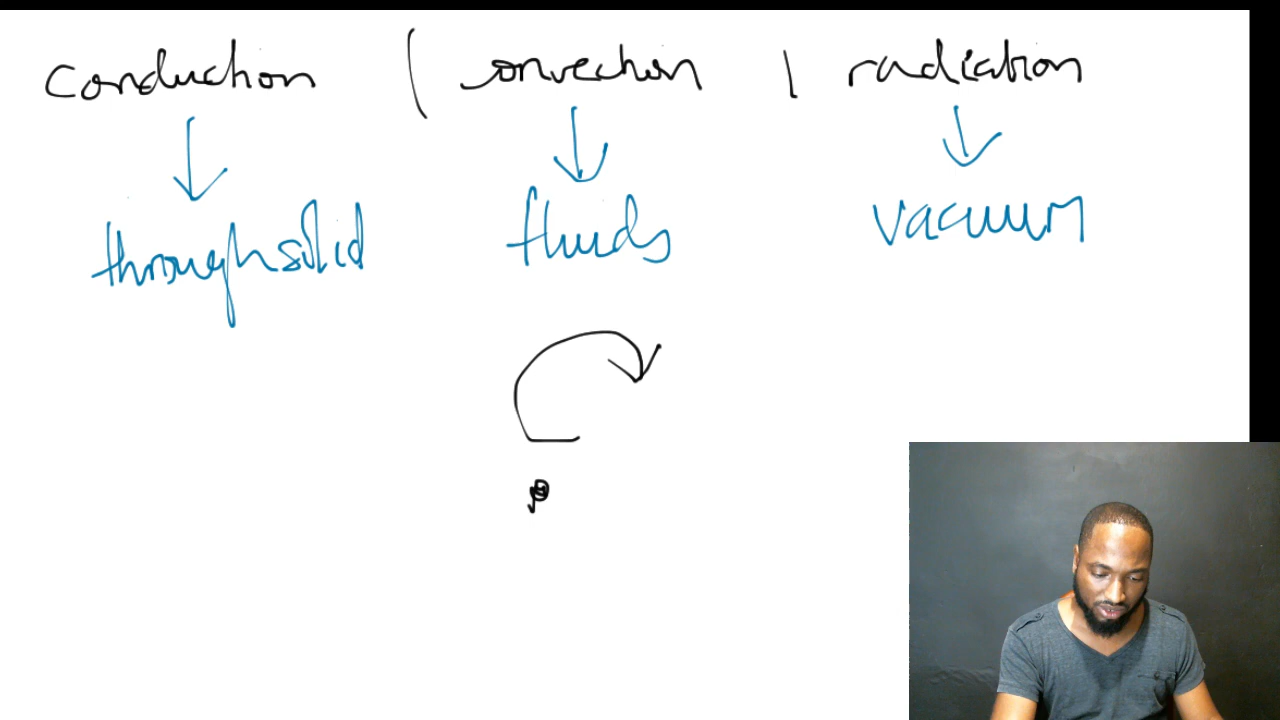 conduction | convection | radiation
through solid fluids vacuum